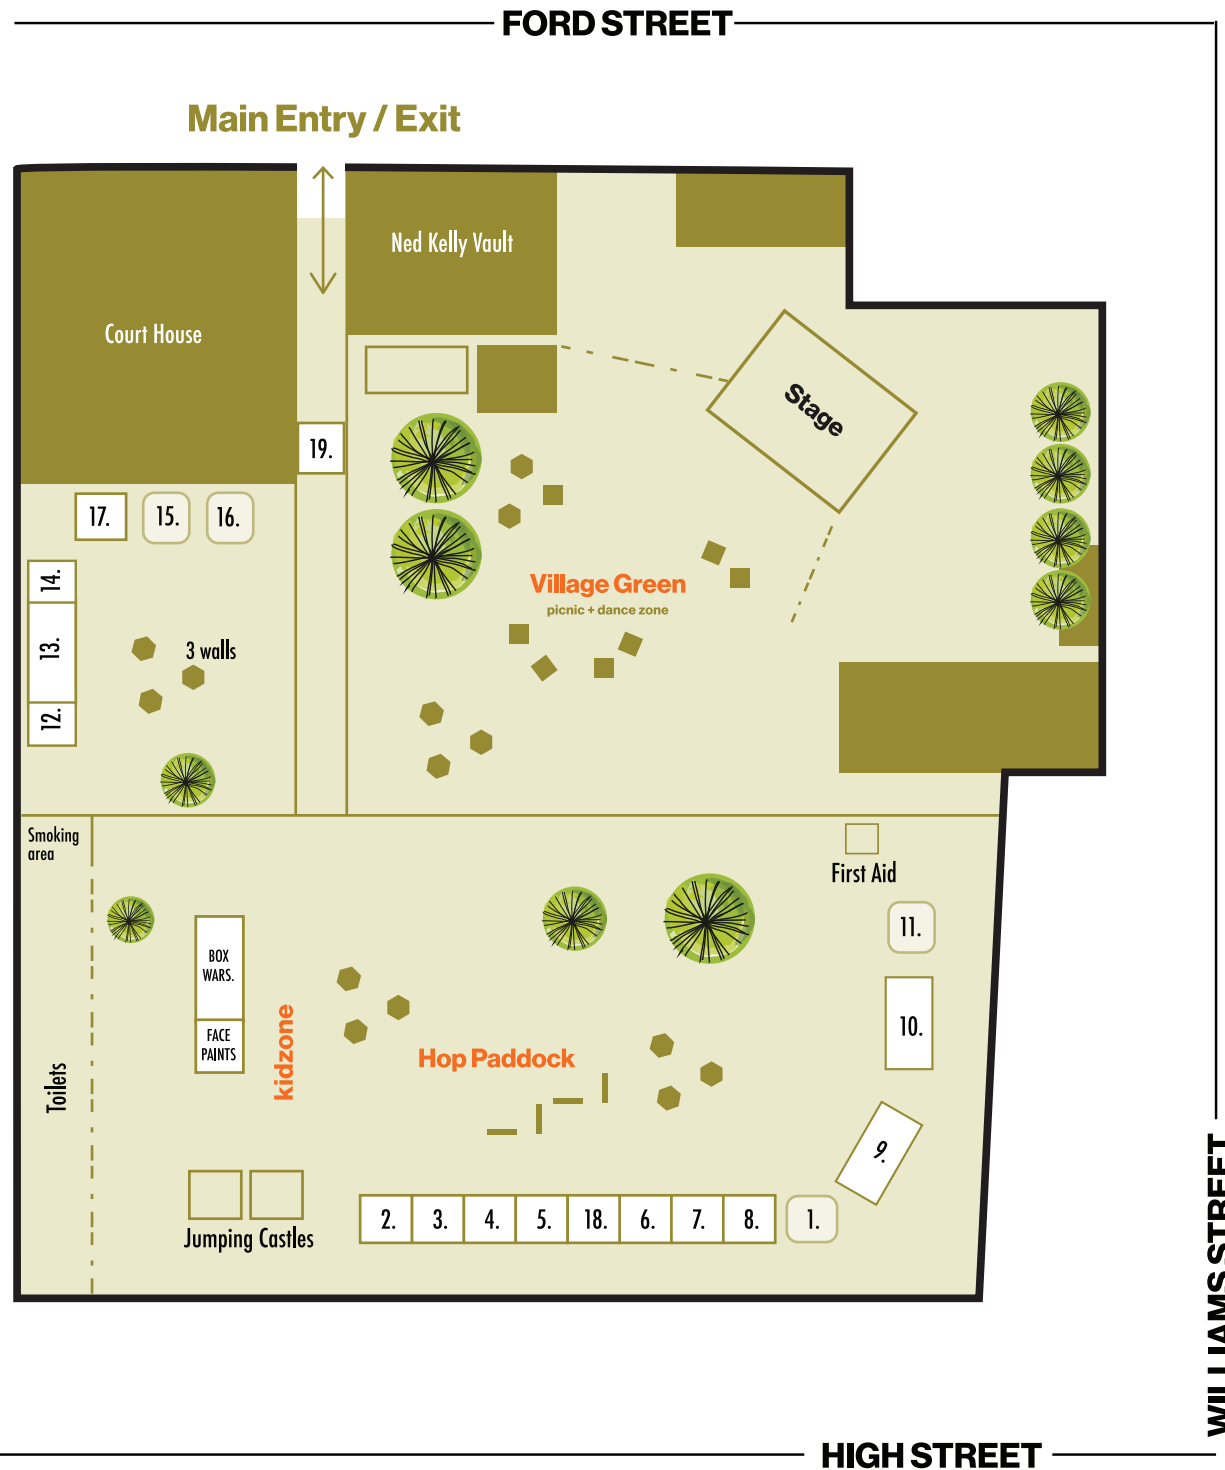 FORD STREET
Main Entry / Exit
Ned Kelly Vault
Court House
Stage
19.
17.
15.
16.
14.
13.
12.
3 walls
Village Green
picnic + dance zone
Smoking
area
First Aid
11.
BOX
WARS.
FACE
PAINTS
kidzone
10.
Hop Paddock
Toilets
9.
Jumping Castles
2.
3.
4.
5.
18.
6.
7.
8.
1.
WILLIAMS STREET
HIGH STREET